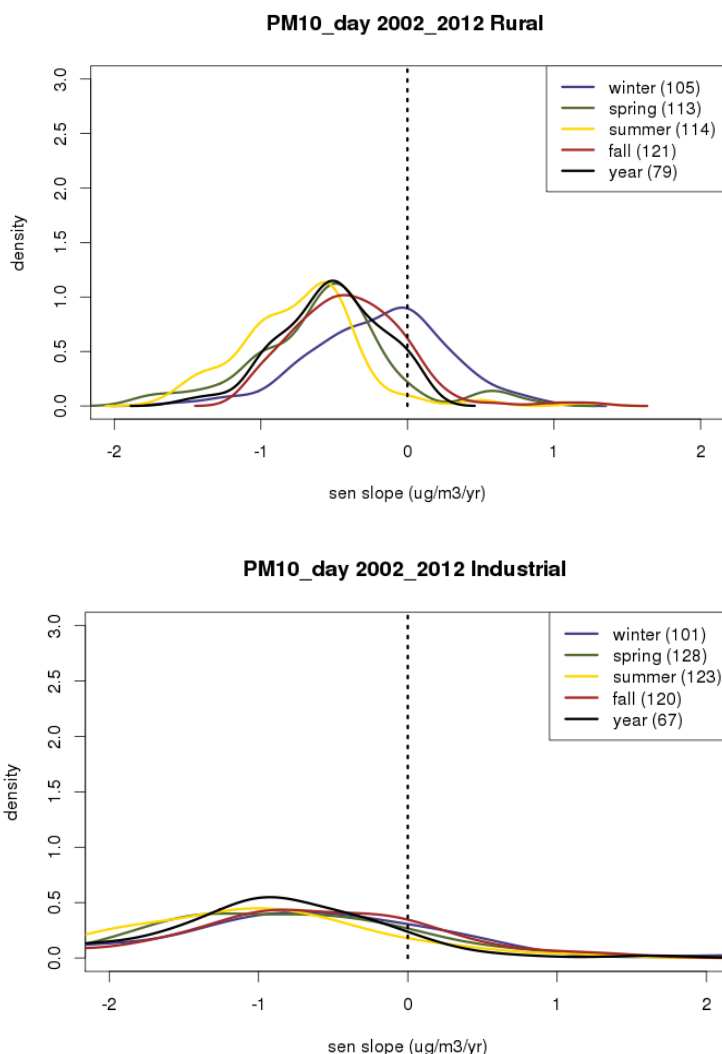 PM10_day 2002_2012 Rural
3.0
2.5
2.0
1.5
1.0
0.5
0.0
density
winter (105)
spring (113)
summer (114)
fall (121)
year (79)
-2 -1 0 1 2
sen slope (ug/m3/yr)
PM10_day 2002_2012 Industrial
3.0
2.5
2.0
1.5
1.0
0.5
0.0
density
winter (101)
spring (128)
summer (123)
fall (120)
year (67)
-2 -1 0 1 2
sen slope (ug/m3/yr)